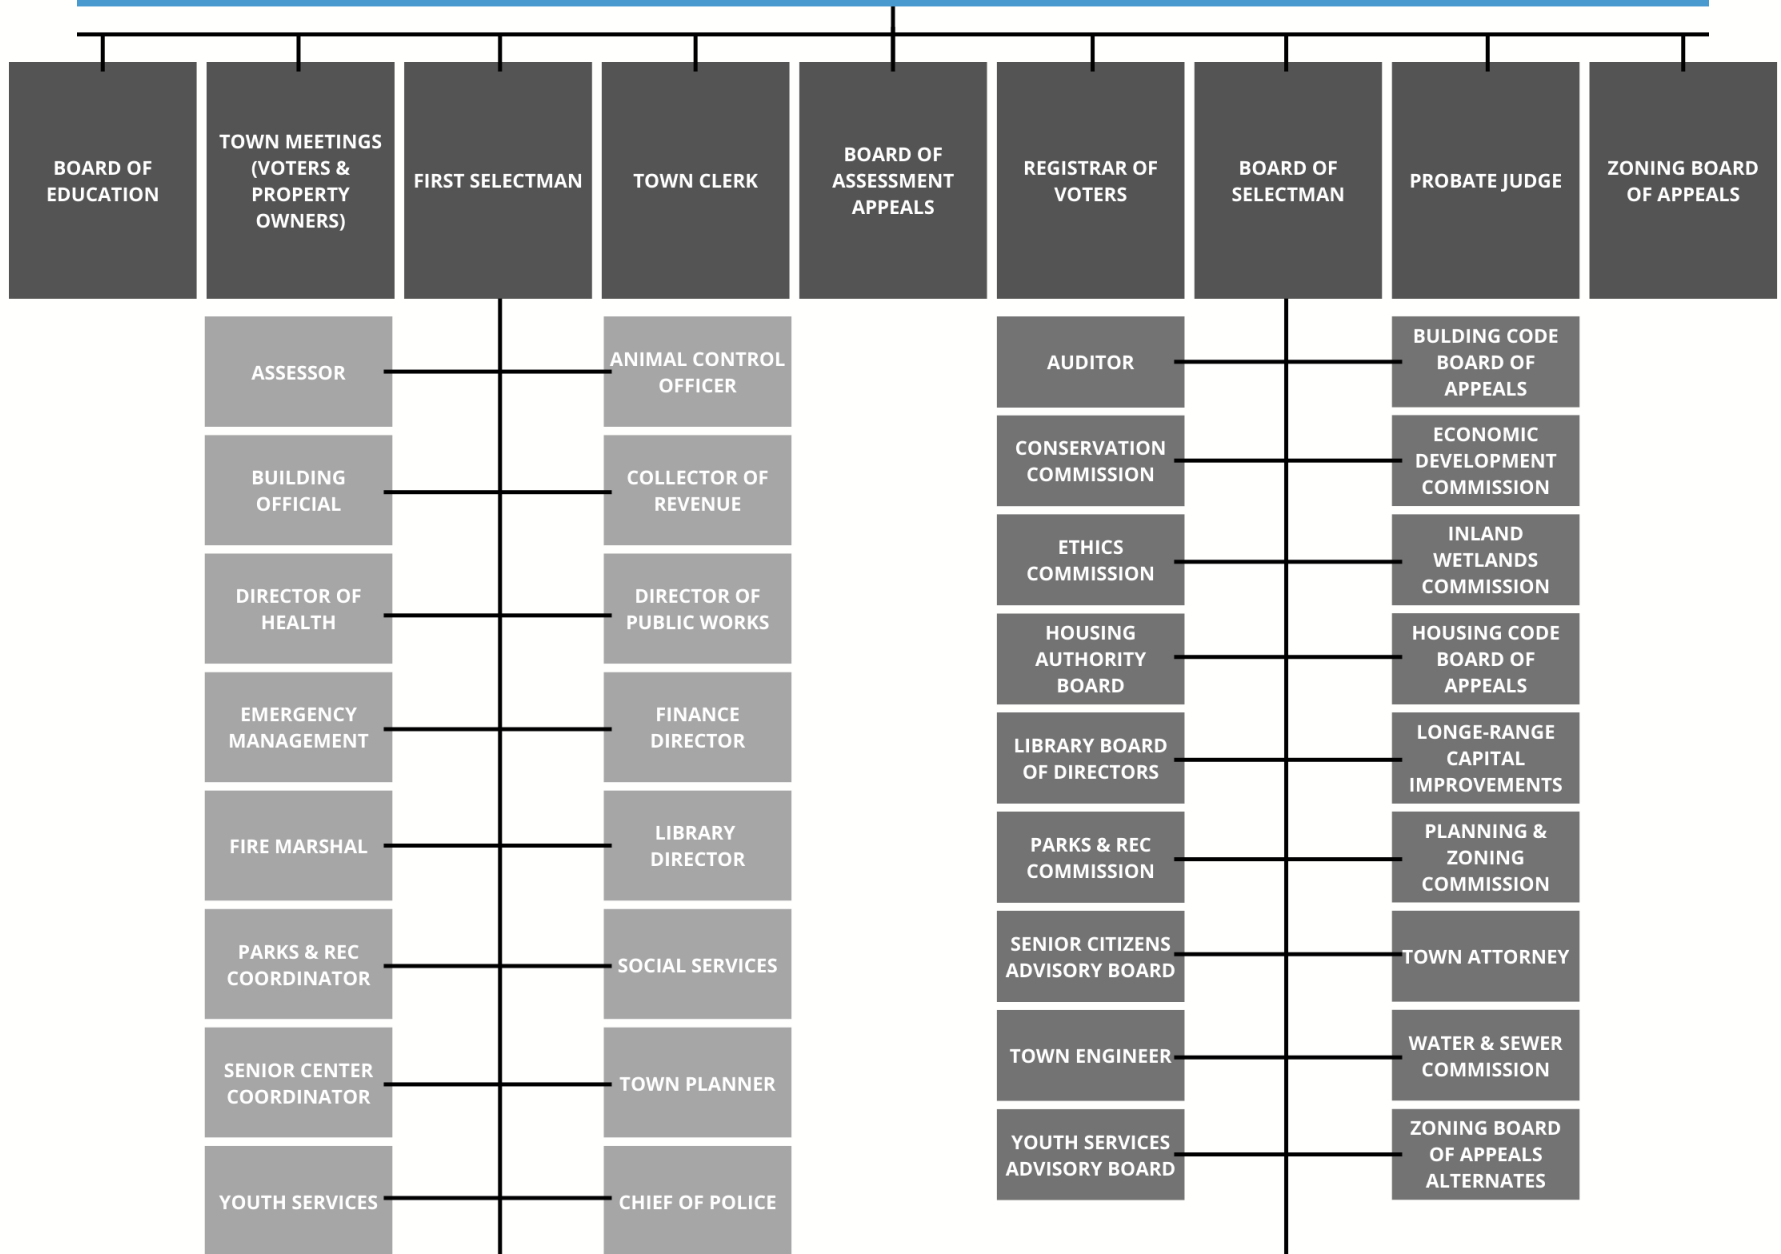 BOARD OF
EDUCATION
TOWN MEETINGS
(VOTERS &
PROPERTY
OWNERS)
FIRST SELECTMAN
TOWN CLERK
BOARD OF
ASSESSMENT
APPEALS
REGISTRAR OF
VOTERS
BOARD OF
SELECTMAN
PROBATE JUDGE
ZONING BOARD
OF APPEALS
ASSESSOR
ANIMAL CONTROL
OFFICER
BUILDING
OFFICIAL
COLLECTOR OF
REVENUE
DIRECTOR OF
HEALTH
DIRECTOR OF
PUBLIC WORKS
EMERGENCY
MANAGEMENT
FINANCE
DIRECTOR
FIRE MARSHAL
LIBRARY
DIRECTOR
PARKS & REC
COORDINATOR
SOCIAL SERVICES
SENIOR CENTER
COORDINATOR
TOWN PLANNER
YOUTH SERVICES
CHIEF OF POLICE
AUDITOR
BULDING CODE
BOARD OF
APPEALS
CONSERVATION
COMMISSION
ECONOMIC
DEVELOPMENT
COMMISSION
ETHICS
COMMISSION
INLAND
WETLANDS
COMMISSION
HOUSING
AUTHORITY
BOARD
HOUSING CODE
BOARD OF
APPEALS
LIBRARY BOARD
OF DIRECTORS
LONGE-RANGE
CAPITAL
IMPROVEMENTS
PARKS & REC
COMMISSION
PLANNING &
ZONING
COMMISSION
SENIOR CITIZENS
ADVISORY BOARD
TOWN ATTORNEY
TOWN ENGINEER
WATER & SEWER
COMMISSION
YOUTH SERVICES
ADVISORY BOARD
ZONING BOARD
OF APPEALS
ALTERNATES